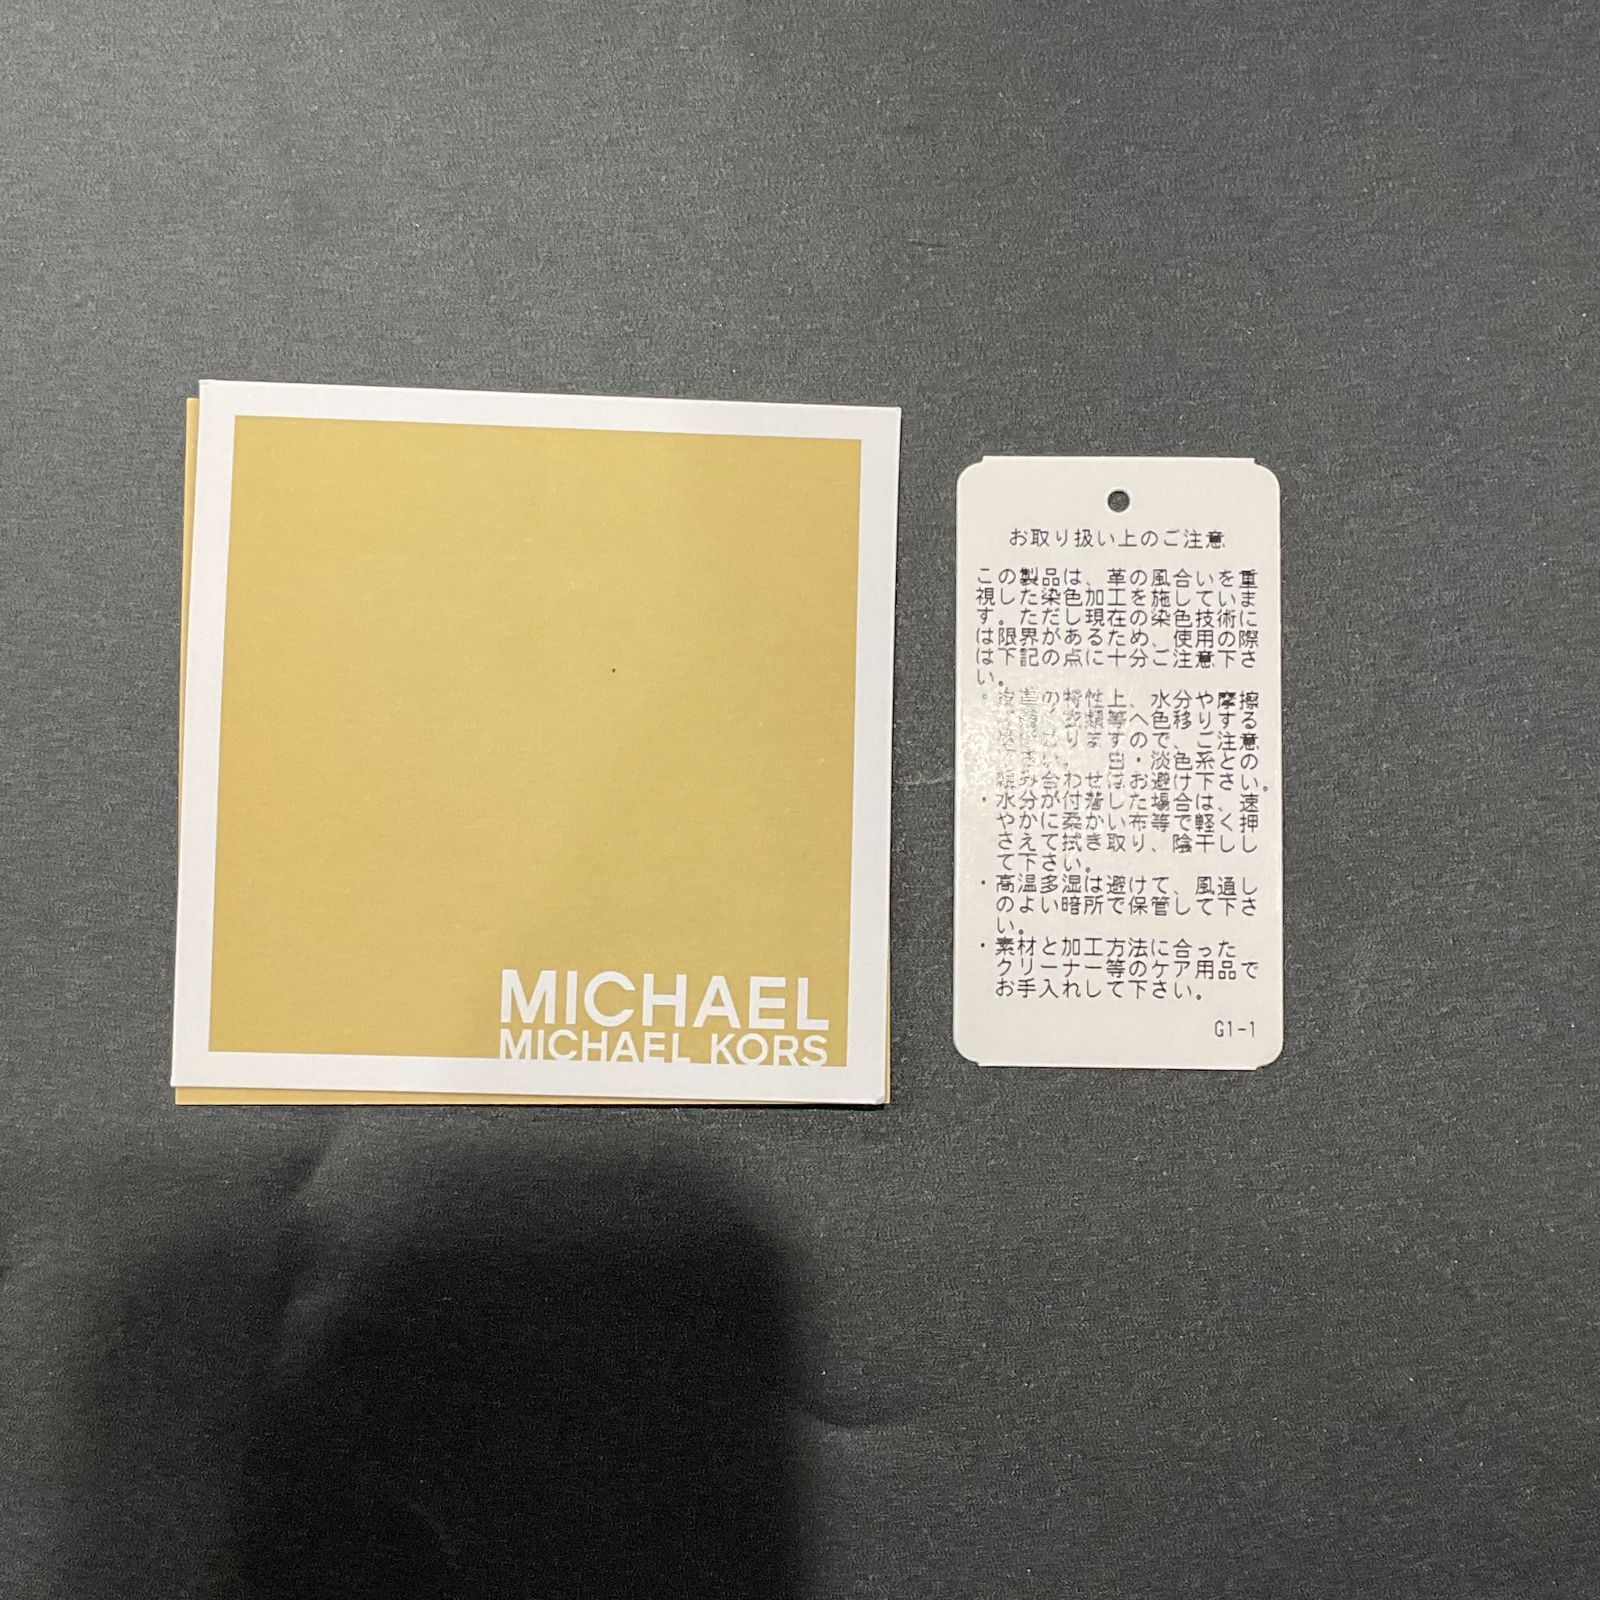 MICHAEL
MICHAEL KORS
お取り扱い上のご注意
この製品は、革の風合いを重
視した染色加工を施していま
す。ただし現在の染色技術に
は限界があるため、使用の際
は下記の点に十分ご注意下さ
い。
・皮革の特性上、水分や摩擦
衣類等へ色移りする
ありますので、ご注意
さい。 白・淡色系との
組み合わせはお避け下さい。
・水分が付着した場合は、速
やかに柔かい布等で軽く押
さえて拭き取り、陰干しし
て下さい。
・高温多湿は避けて、風通し
のよい暗所で保管して下さ
い。
・素材と加工方法に合った
クリーナー等のケア用品で
お手入れして下さい。
G1-1